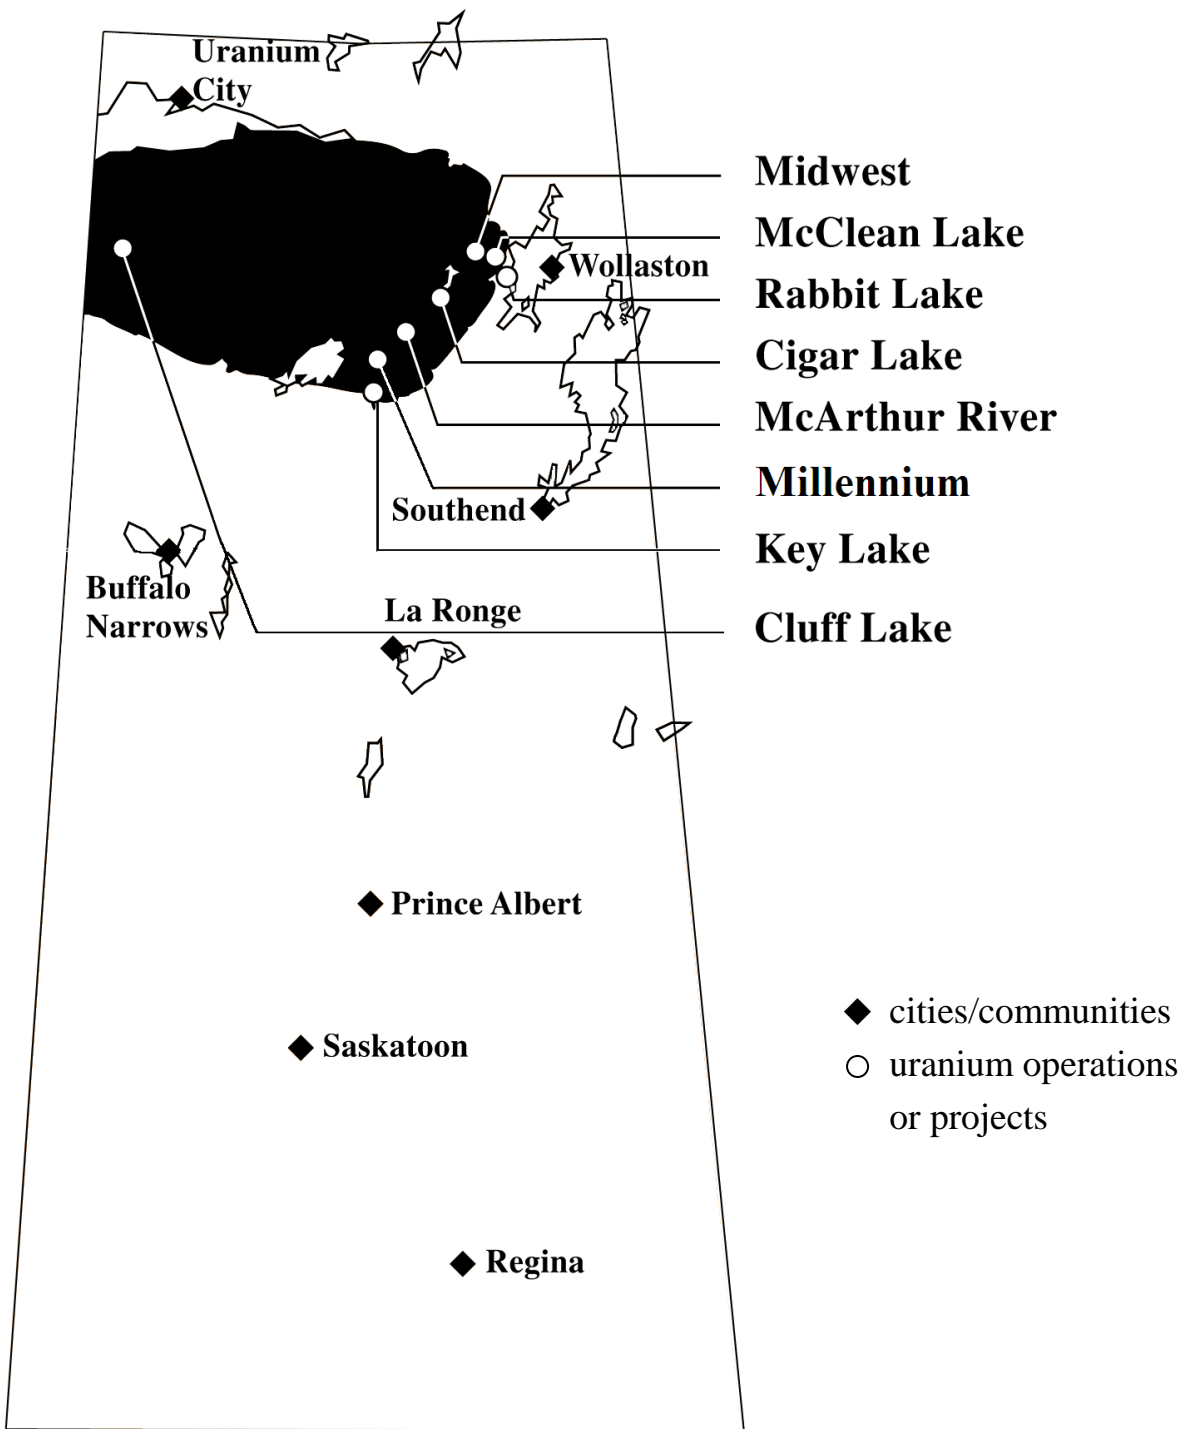 Uranium
City
Midwest
McClean Lake
Wollaston
Rabbit Lake
Cigar Lake
McArthur River
Millennium
Southend
Key Lake
Buffalo
Narrows
La Ronge
Cluff Lake
Prince Albert
cities/communities
Saskatoon
uranium operations
or projects
Regina